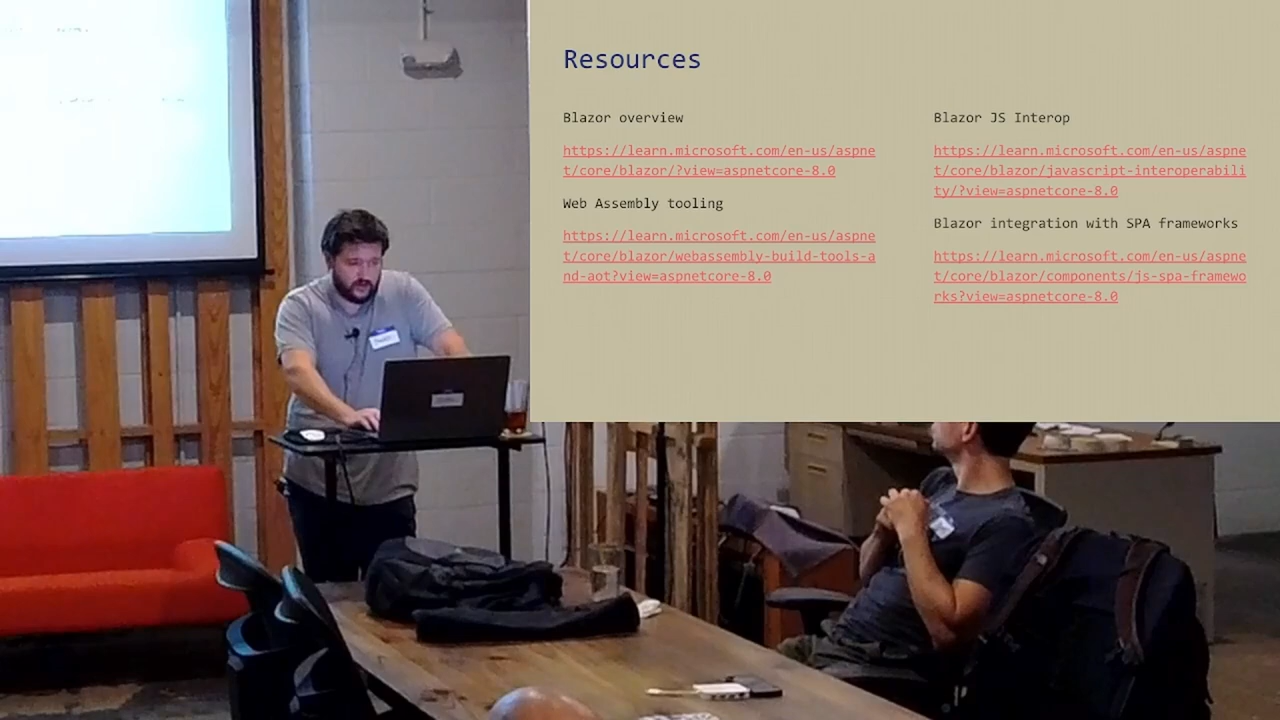 Resources
Blazor overview
https://learn.microsoft.com/en-us/aspne
t/core/blazor/?view=aspnetcore-8.0
Web Assembly tooling
https://learn.microsoft.com/en-us/aspne
t/core/blazor/webassembly-build-tools-a
nd-aot?view=aspnetcore-8.0
Blazor JS Interop
https://learn.microsoft.com/en-us/aspne
t/core/blazor/javascript-interoperabili
ty/?view=aspnetcore-8.0
Blazor integration with SPA frameworks
https://learn.microsoft.com/en-us/aspne
t/core/blazor/components/js-spa-framewo
rks?view=aspnetcore-8.0